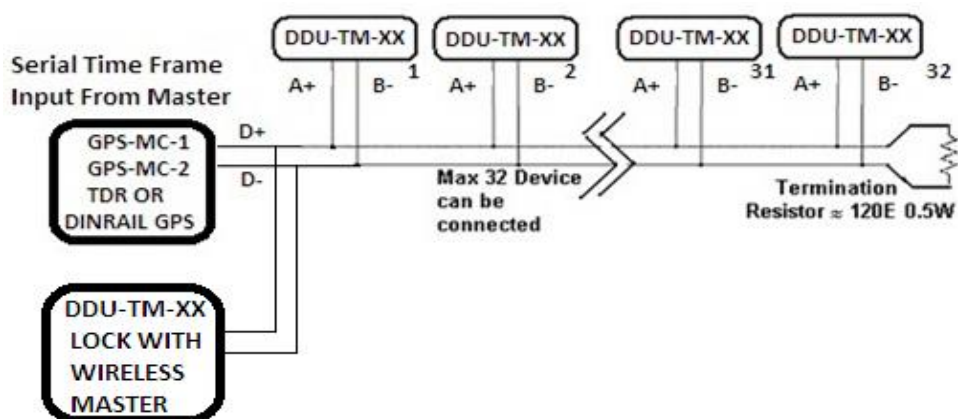 DDU-TM-XX DDU-TM-XX DDU-TM-XX DDU-TM-XX
1 2 31 32
A+ B- A+ B- A+ B- A+ B-
Serial Time Frame
Input From Master
D+
D-
GPS-MC-1
GPS-MC-2
TDR OR
DINRAIL GPS
Max 32 Device
can be
connected
Termination
Resistor ≈ 120E 0.5W
DDU-TM-XX
LOCK WITH
WIRELESS
MASTER